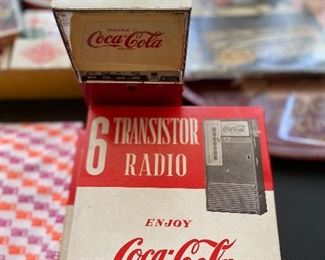 DRINK
Coca-Cola
6 TRANSISTOR
RADIO
Coca-Cola
ENJOY
Coca-Cola